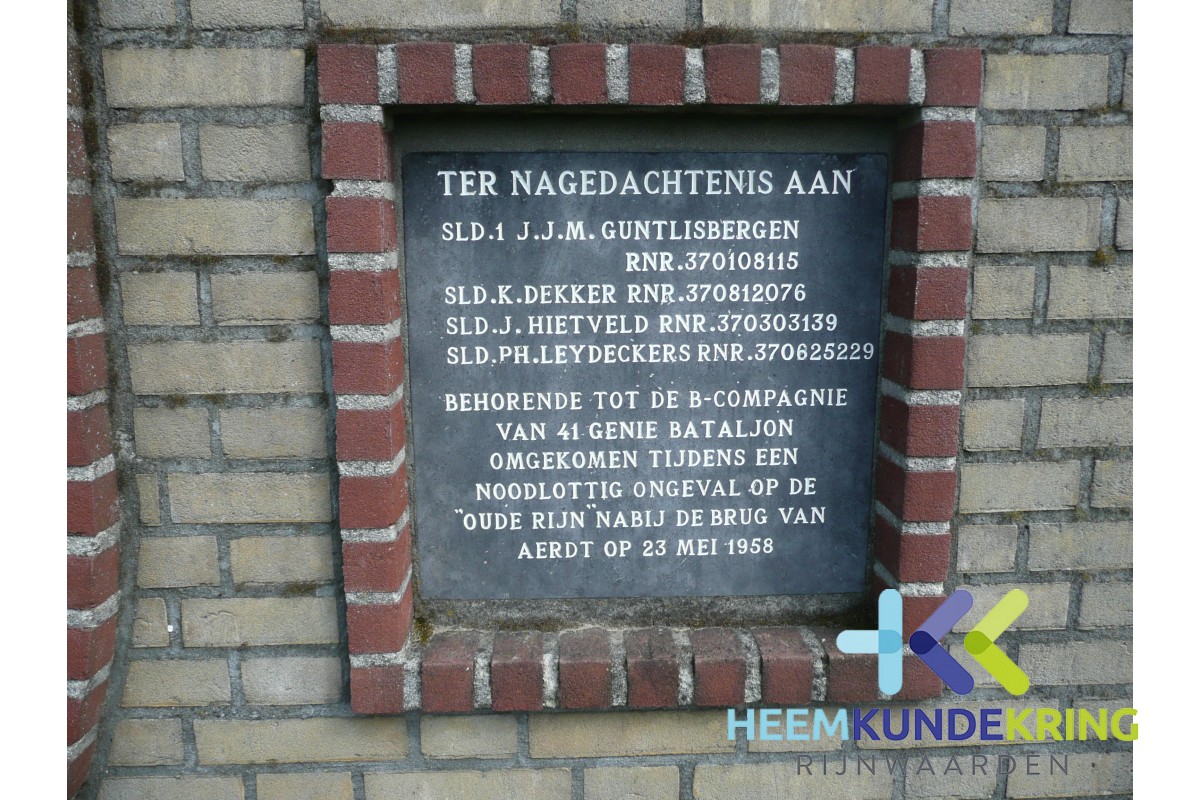 TER NAGEDACHTENIS AAN
SLD.1 J.J.M. GUNTLISBERGEN
RNR.370108115
SLD.K.DEKKER RNR.370812076
SLD.J. HIETVELD RNR.370303139
SLD.PH.LEYDECKERS RNR.370625229
BEHORENDE TOT DE B-COMPAGNIE
VAN 41 GENIE BATALJON
OMGEKOMEN TIJDENS EEN
NOODLOTTIG ONGEVAL OP DE
"OUDE RIJN" NABIJ DE BRUG VAN
AERDT OP 23 MEI 1958
HEEMKUNDEKRING
RIJNWAARDEN